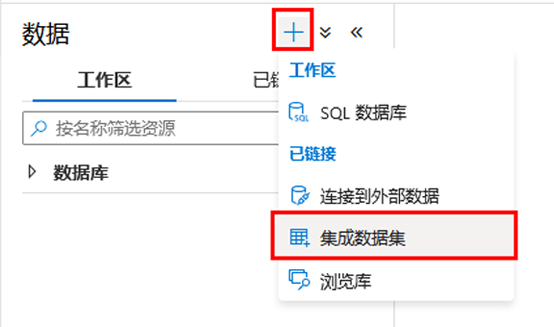 数据
工作区
已链
按名称筛选资源
数据库
工作区
SQL 数据库
已链接
连接到外部数据
集成数据集
浏览库